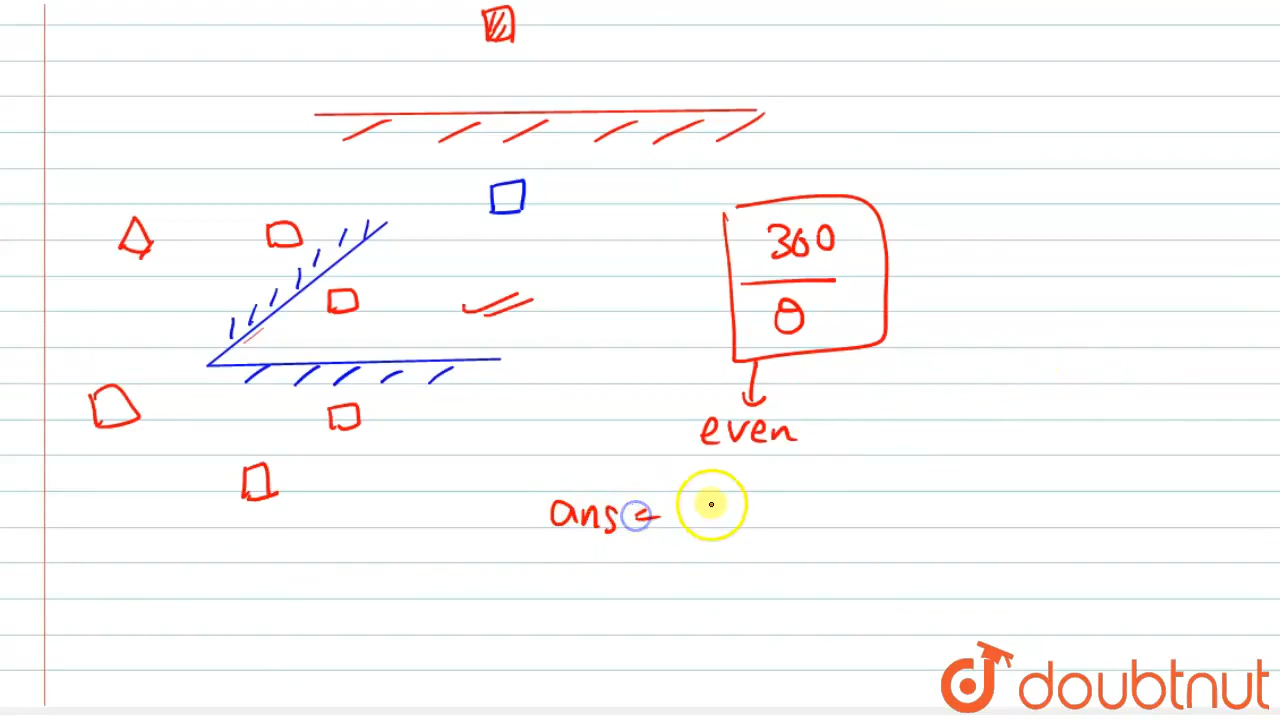 360
θ
even
ans =
doubtnut